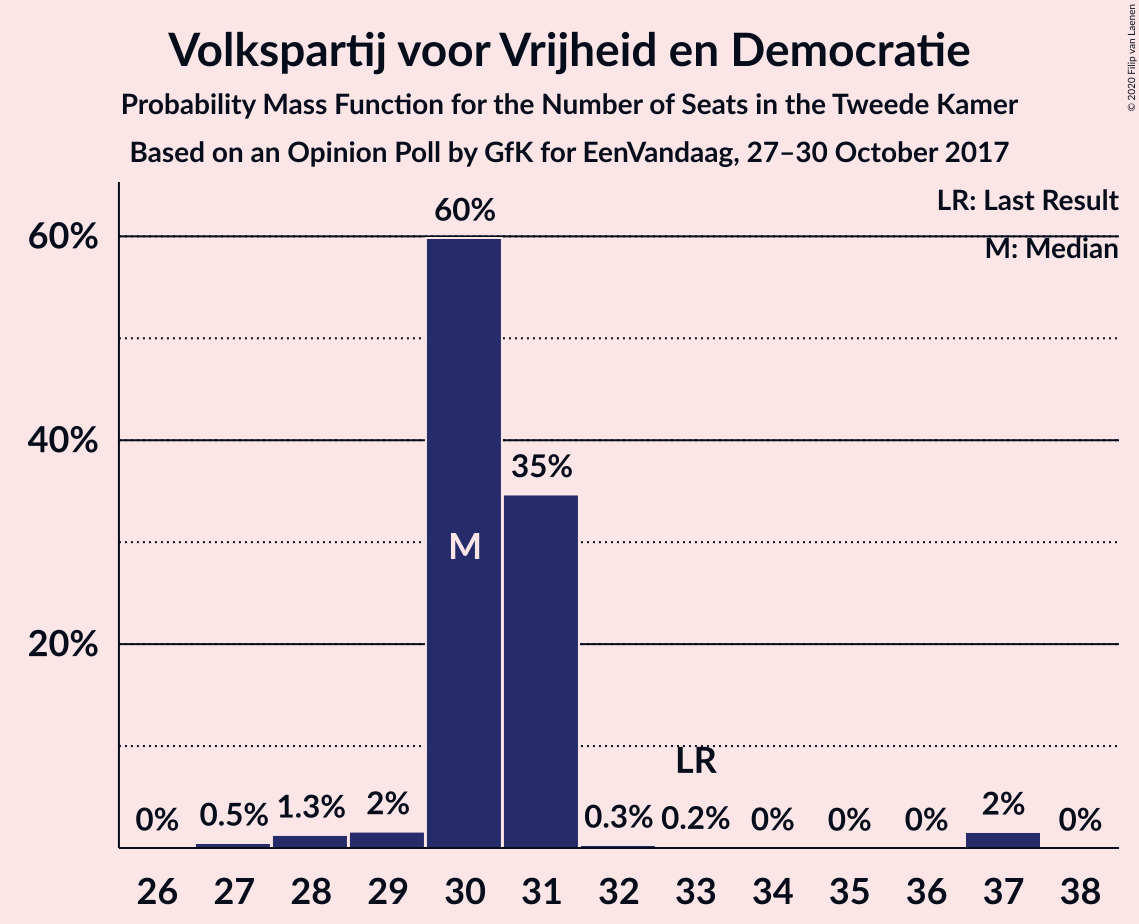 Volkspartij voor Vrijheid en Democratie
Probability Mass Function for the Number of Seats in the Tweede Kamer
Based on an Opinion Poll by GfK for EenVandaag, 27–30 October 2017
© 2020 Filip van Laenen
LR: Last Result
M: Median
60%
40%
20%
0%
0.5%
1.3%
2%
60%
M
35%
0.3%
0.2%
LR
0%
0%
0%
2%
0%
26 27 28 29 30 31 32 33 34 35 36 37 38